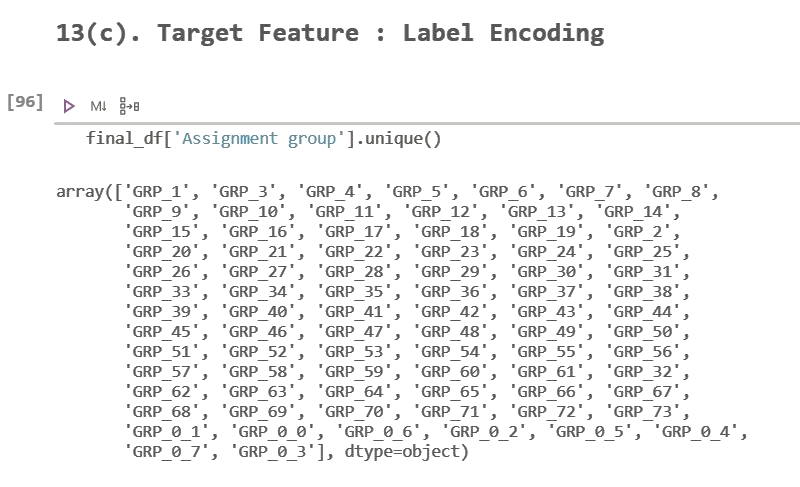 13(c). Target Feature : Label Encoding
[96] M↓
final_df['Assignment group'].unique()
array(['GRP_1', 'GRP_3', 'GRP_4', 'GRP_5', 'GRP_6', 'GRP_7', 'GRP_8',
'GRP_9', 'GRP_10', 'GRP_11', 'GRP_12', 'GRP_13', 'GRP_14',
'GRP_15', 'GRP_16', 'GRP_17', 'GRP_18', 'GRP_19', 'GRP_2',
'GRP_20', 'GRP_21', 'GRP_22', 'GRP_23', 'GRP_24', 'GRP_25',
'GRP_26', 'GRP_27', 'GRP_28', 'GRP_29', 'GRP_30', 'GRP_31',
'GRP_33', 'GRP_34', 'GRP_35', 'GRP_36', 'GRP_37', 'GRP_38',
'GRP_39', 'GRP_40', 'GRP_41', 'GRP_42', 'GRP_43', 'GRP_44',
'GRP_45', 'GRP_46', 'GRP_47', 'GRP_48', 'GRP_49', 'GRP_50',
'GRP_51', 'GRP_52', 'GRP_53', 'GRP_54', 'GRP_55', 'GRP_56',
'GRP_57', 'GRP_58', 'GRP_59', 'GRP_60', 'GRP_61', 'GRP_32',
'GRP_62', 'GRP_63', 'GRP_64', 'GRP_65', 'GRP_66', 'GRP_67',
'GRP_68', 'GRP_69', 'GRP_70', 'GRP_71', 'GRP_72', 'GRP_73',
'GRP_0_1', 'GRP_0_0', 'GRP_0_6', 'GRP_0_2', 'GRP_0_5', 'GRP_0_4',
'GRP_0_7', 'GRP_0_3'], dtype=object)